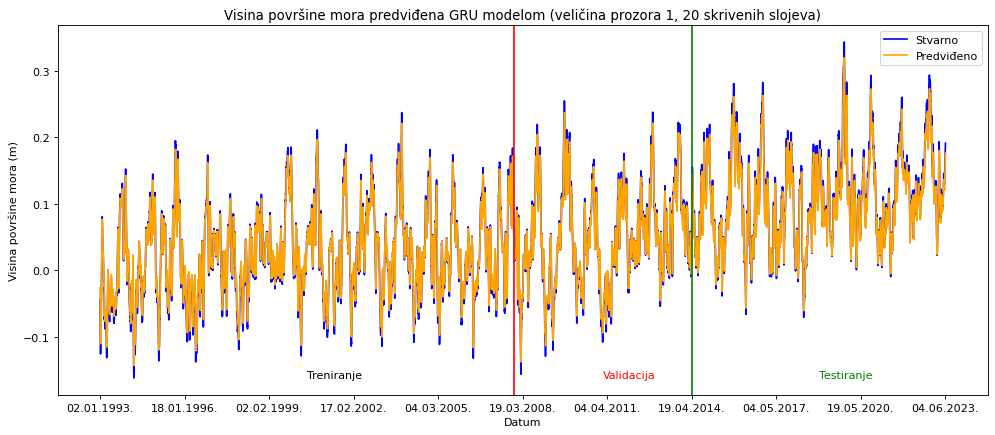 Visina površine mora predviđena GRU modelom (veličina prozora 1, 20 skrivenih slojeva)
Stvarno
Predviđeno
Visina površine mora (m)
0.3
0.2
0.1
0.0
−0.1
Treniranje
Validacija
Testiranje
02.01.1993. 18.01.1996. 02.02.1999. 17.02.2002. 04.03.2005. 19.03.2008. 04.04.2011. 19.04.2014. 04.05.2017. 19.05.2020. 04.06.2023.
Datum